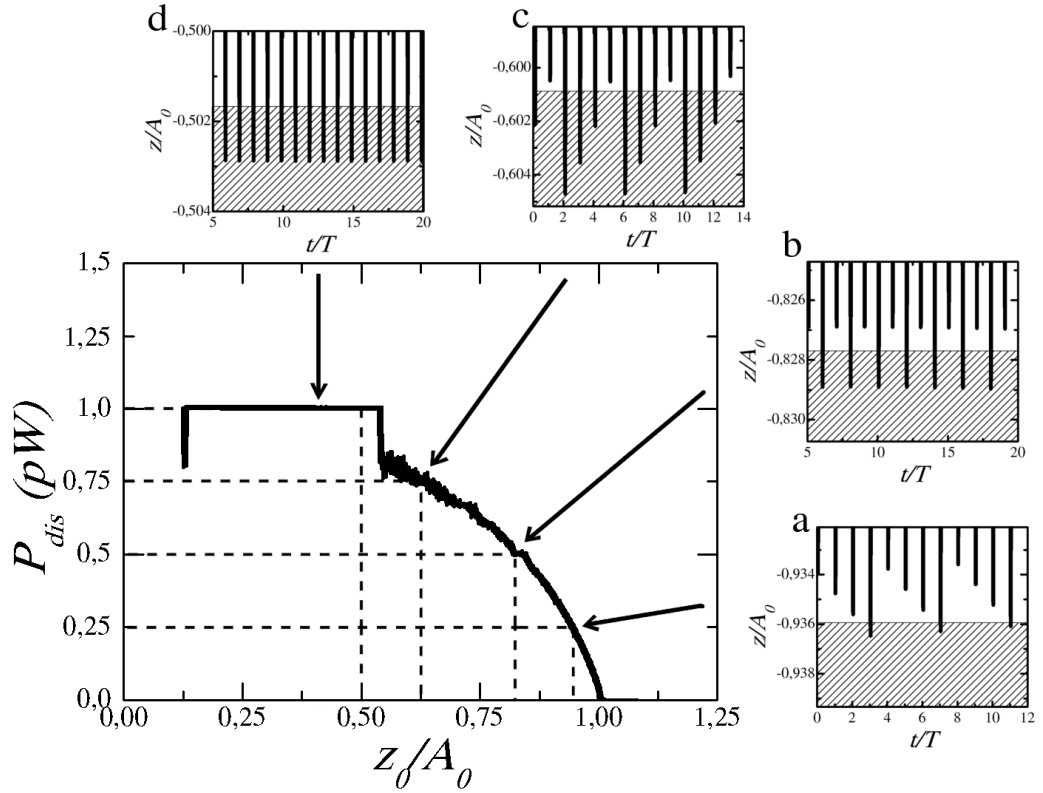 d
-0,500
-0,502
-0,504
z/A0
5 10 15 20
t/T
c
-0,600
-0,602
-0,604
z/A0
0 2 4 6 8 10 12 14
t/T
b
-0,826
-0,828
-0,830
z/A0
5 10 15 20
t/T
a
-0,934
-0,936
-0,938
z/A0
0 2 4 6 8 10 12
t/T
1,5
1,25
1,0
0,75
0,5
0,25
0,0
P dis (pW)
0,00 0,25 0,50 0,75 1,00 1,25
z0/A0